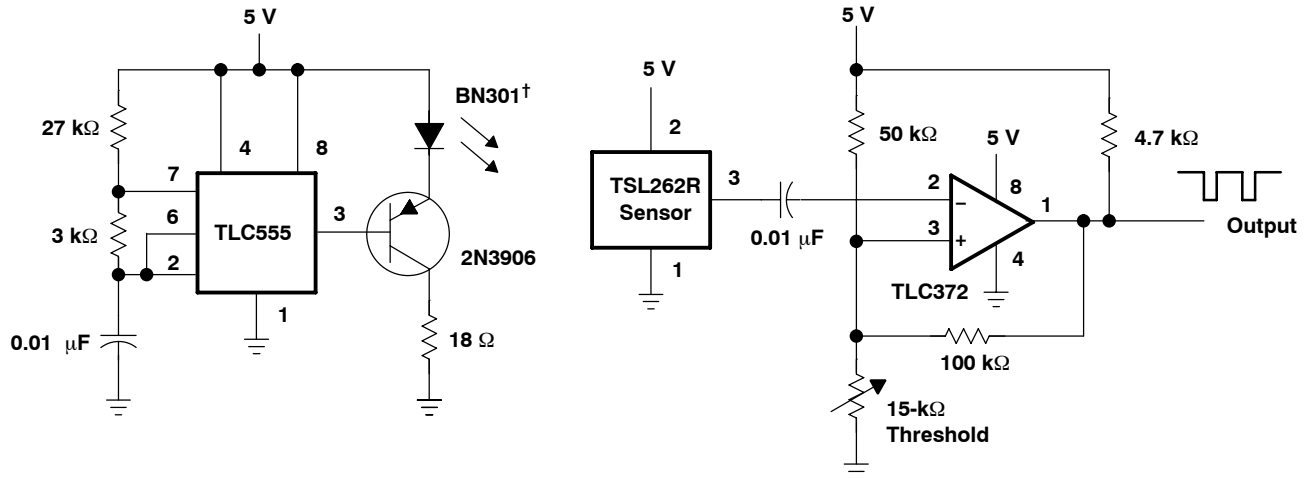 5 V
BN301†
27 kΩ
4
8
7
6
3
3 kΩ
TLC555
2
2N3906
1
0.01 μF
18 Ω
5 V
5 V
2
50 kΩ
5 V
4.7 kΩ
TSL262R
Sensor
3
2
8
1
−
0.01 μF
3
+
Output
1
4
TLC372
100 kΩ
15-kΩ
Threshold